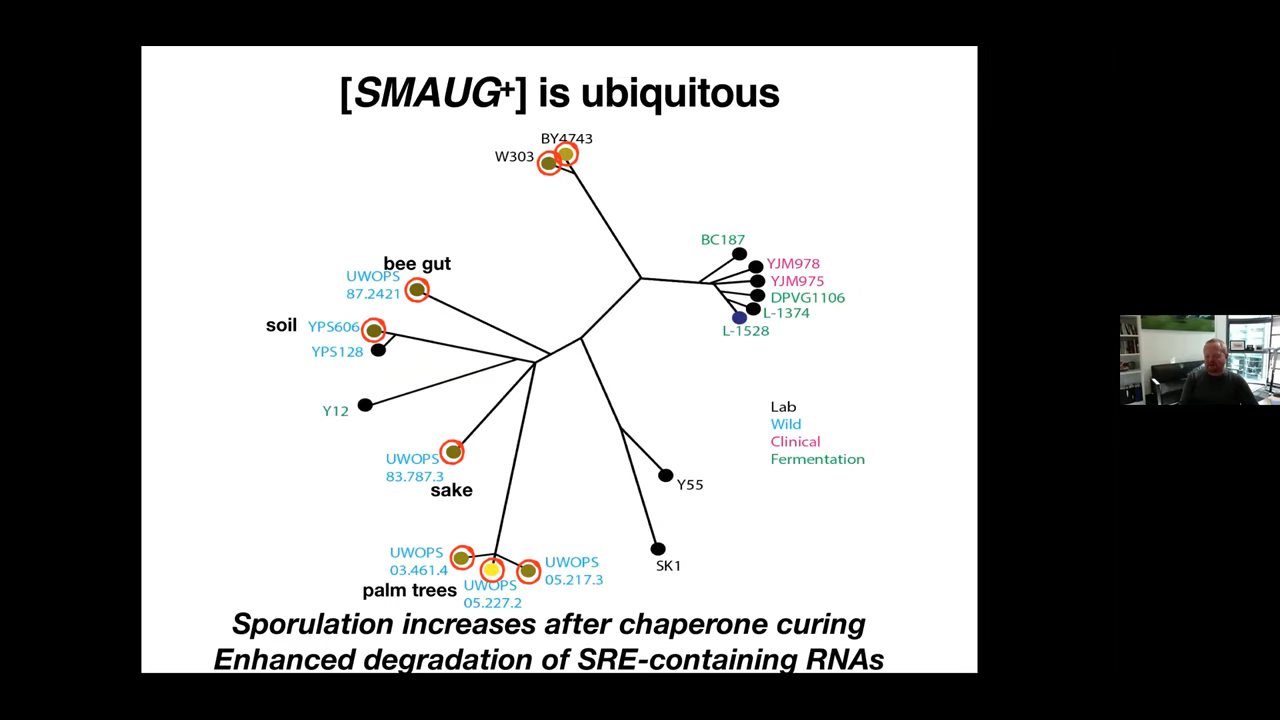 [SMAUG+] is ubiquitous
BY4743
W303
BC187
YJM978
YJM975
DPVG1106
L-1374
L-1528
bee gut
UWOPS
87.2421
soil
YPS606
YPS128
Y12
UWOPS
83.787.3
sake
Lab
Wild
Clinical
Fermentation
Y55
SK1
UWOPS
03.461.4
UWOPS
05.217.3
palm trees
UWOPS
05.227.2
Sporulation increases after chaperone curing
Enhanced degradation of SRE-containing RNAs